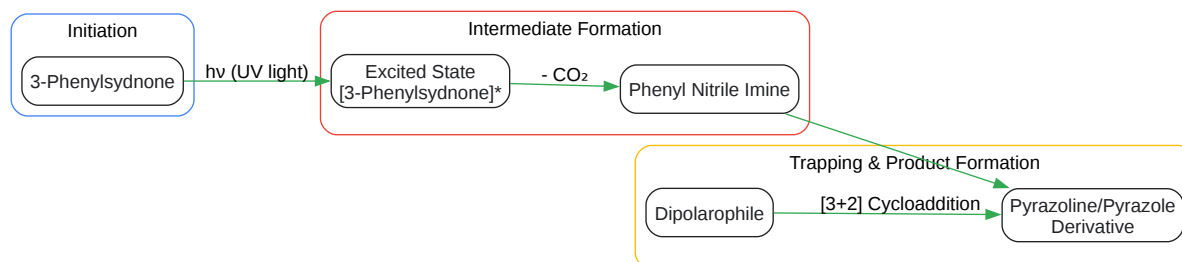 Initiation
3-Phenylsydnone
hν (UV light)
Intermediate Formation
Excited State
[3-Phenylsydnone]*
- CO₂
Phenyl Nitrile Imine
Trapping & Product Formation
Dipolarophile
[3+2] Cycloaddition
Pyrazoline/Pyrazole
Derivative